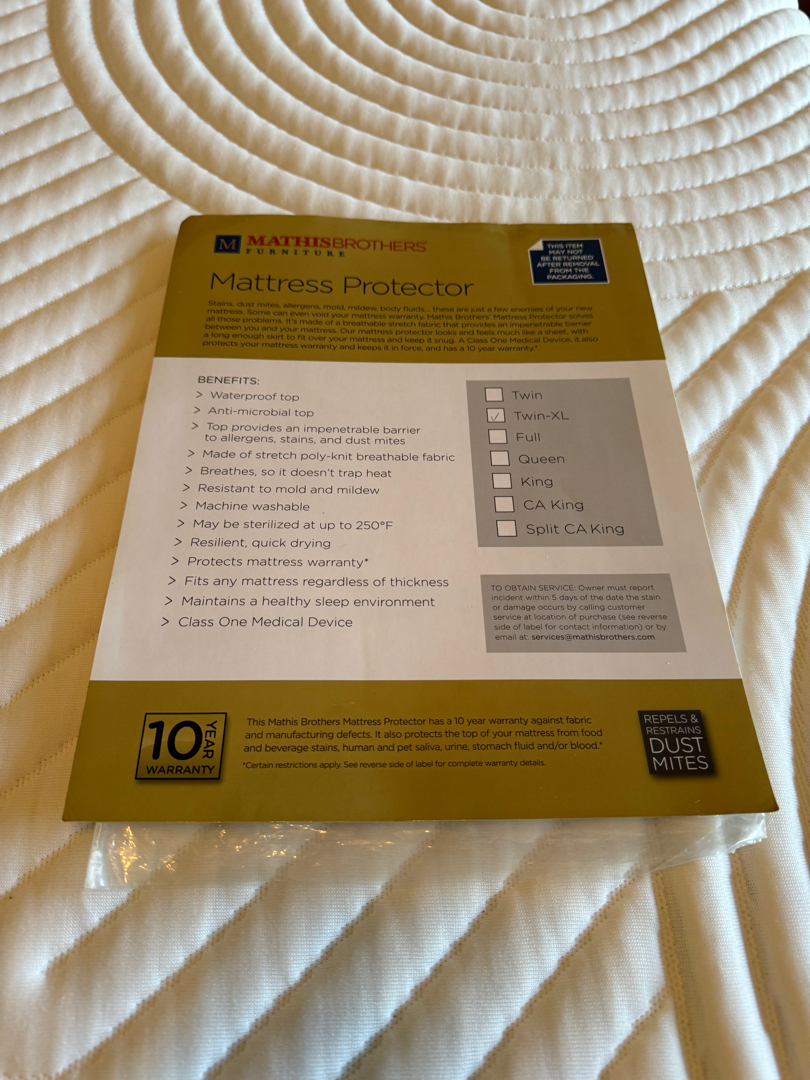 M MATHISBROTHERS
FURNITURE
THIS ITEM
MAY NOT
BE RETURNED
AFTER REMOVAL
FROM THE
PACKAGING.
Mattress Protector
Stains, dust mites, allergens, mold, mildew, body fluids... these are just a few enemies of your new
mattress. Some can even void your mattress warranty. Mathis Brothers' Mattress Protector solves
all those problems. It's made of a breathable stretch fabric that provides an impenetrable barrier
between you and your mattress. Our mattress protector looks and feels much like a sheet, with
a long enough skirt to fit over your mattress and keep it snug. A Class One Medical Device, it also
protects your mattress warranty and keeps it in force, and has a 10 year warranty.*
BENEFITS:
> Waterproof top
> Anti-microbial top
> Top provides an impenetrable barrier
to allergens, stains, and dust mites
> Made of stretch poly-knit breathable fabric
> Breathes, so it doesn't trap heat
> Resistant to mold and mildew
> Machine washable
> May be sterilized at up to 250°F
> Resilient, quick drying
> Protects mattress warranty*
> Fits any mattress regardless of thickness
> Maintains a healthy sleep environment
> Class One Medical Device
Twin
✓ Twin-XL
Full
Queen
King
CA King
Split CA King
TO OBTAIN SERVICE: Owner must report
incident within 5 days of the date the stain
or damage occurs by calling customer
service at location of purchase (see reverse
side of label for contact information) or by
email at: services@mathisbrothers.com
10 YEAR
WARRANTY
This Mathis Brothers Mattress Protector has a 10 year warranty against fabric
and manufacturing defects. It also protects the top of your mattress from food
and beverage stains, human and pet saliva, urine, stomach fluid and/or blood.*
*Certain restrictions apply. See reverse side of label for complete warranty details.
REPELS &
RESTRAINS
DUST
MITES